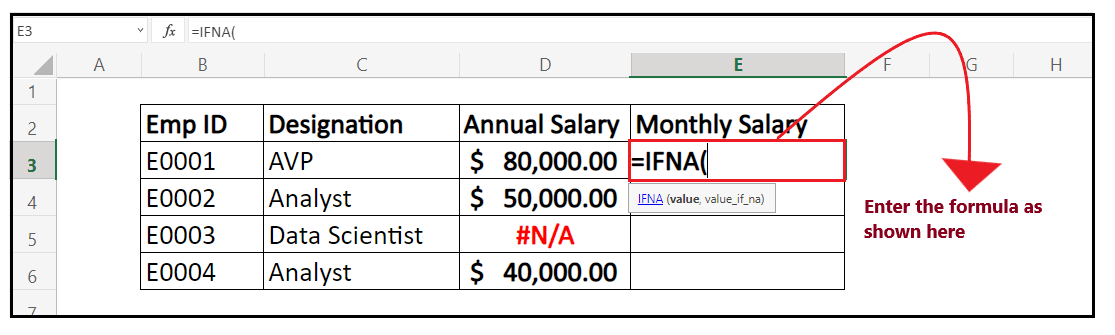 E3 fx =IFNA(
A B C D E F G H
1
2 Emp ID Designation Annual Salary Monthly Salary
3 E0001 AVP $ 80,000.00 =IFNA(
4 E0002 Analyst $ 50,000.00 IFNA (value, value_if_na)
5 E0003 Data Scientist #N/A
6 E0004 Analyst $ 40,000.00
7
Enter the formula as
shown here